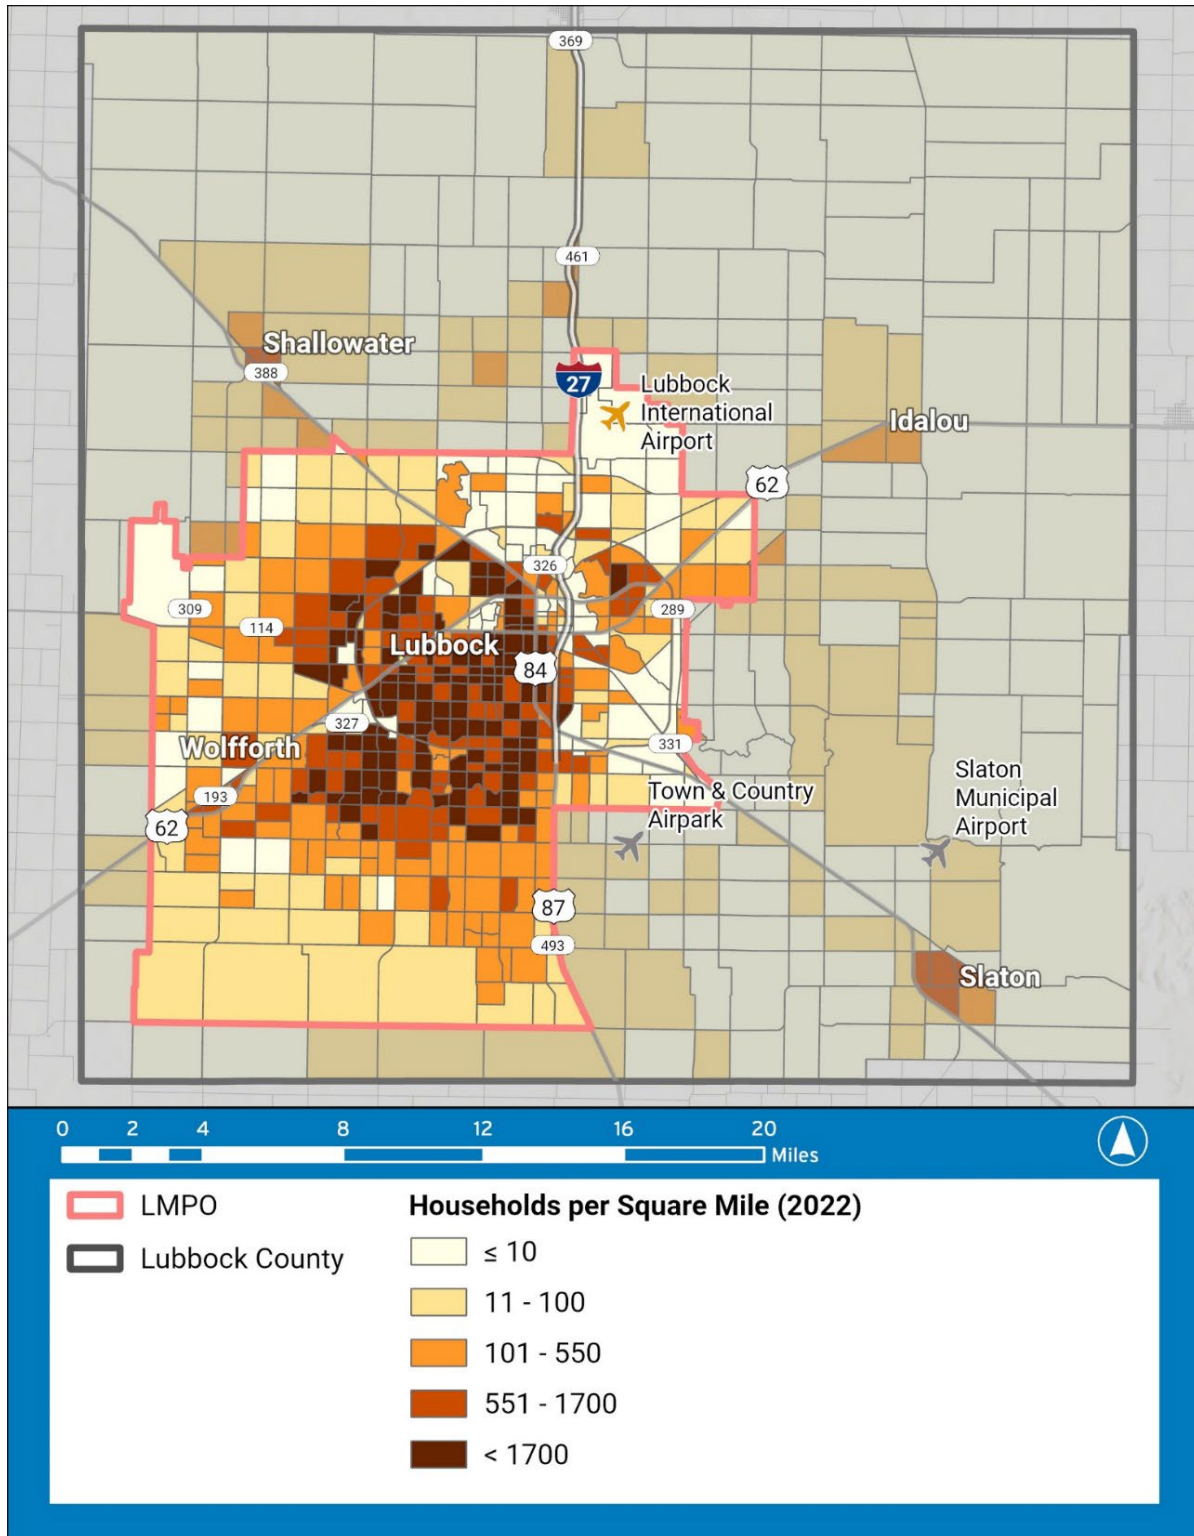 369
461
Shallowater
388
27
Lubbock
International
Airport
Idalou
62
326
309
289
114
Lubbock
84
327
331
Wolfforth
Slaton
Municipal
Airport
193
Town & Country
Airpark
62
87
493
Slaton
0 2 4 8 12 16 20
Miles
LMPO
Lubbock County
Households per Square Mile (2022)
≤ 10
11 - 100
101 - 550
551 - 1700
< 1700